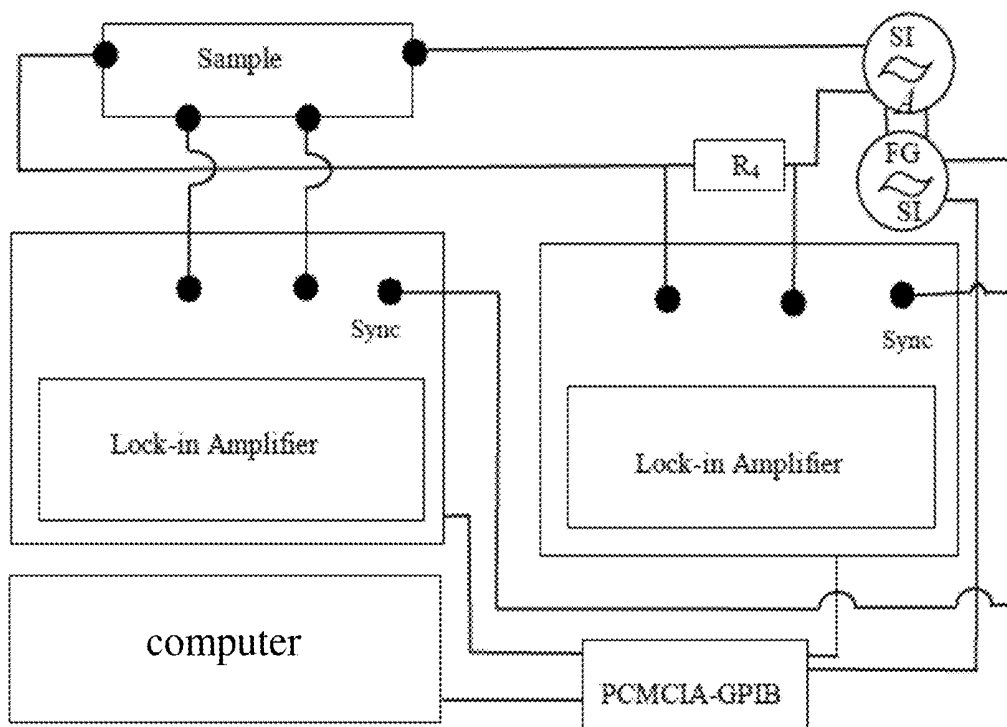 Sample
SI
A
R4
FG
SI
Sync
Sync
Lock-in Amplifier
Lock-in Amplifier
computer
PCMCIA-GPIB